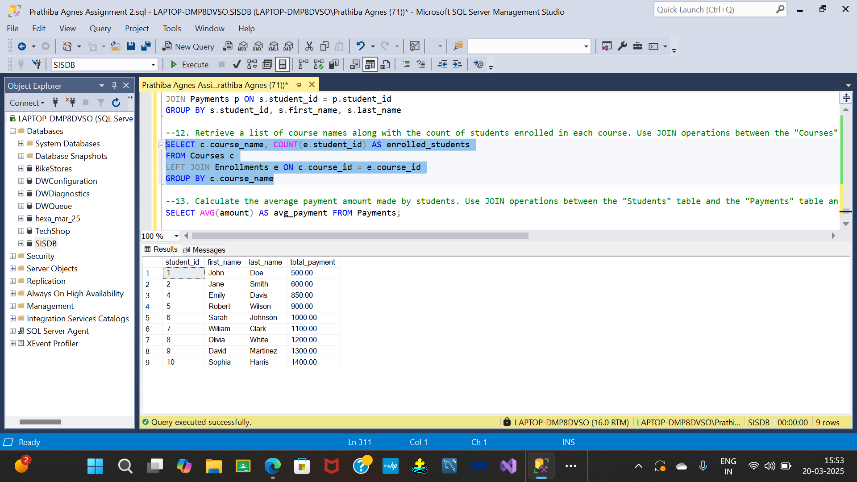 Prathiba Agnes Assignment 2.sql - LAPTOP-DMP8DVSO.SISDB (LAPTOP-DMP8DVSO\Prathiba Agnes (71))* - Microsoft SQL Server Management Studio
Quick Launch (Ctrl+Q)
File Edit View Query Project Tools Window Help
New Query
SISDB
Execute
Object Explorer
Prathiba Agnes Assi...rathiba Agnes (71))*
Connect
LAPTOP-DMP8DVSO (SQL Serve
Databases
System Databases
Database Snapshots
BikeStores
DWConfiguration
DWDiagnostics
DWQueue
hexa_mar_25
TechShop
SISDB
Security
Server Objects
Replication
Always On High Availability
Management
Integration Services Catalogs
SQL Server Agent
XEvent Profiler
JOIN Payments p ON s.student_id = p.student_id
GROUP BY s.student_id, s.first_name, s.last_name
--12. Retrieve a list of course names along with the count of students enrolled in each course. Use JOIN operations between the "Courses"
SELECT c.course_name, COUNT(e.student_id) AS enrolled_students
FROM Courses c
LEFT JOIN Enrollments e ON c.course_id = e.course_id
GROUP BY c.course_name
--13. Calculate the average payment amount made by students. Use JOIN operations between the "Students" table and the "Payments" table an
SELECT AVG(amount) AS avg_payment FROM Payments;
100 %
Results Messages
student_id first_name last_name total_payment
1 1 John Doe 500.00
2 2 Jane Smith 600.00
3 4 Emily Davis 850.00
4 5 Robert Wilson 900.00
5 6 Sarah Johnson 1000.00
6 7 William Clark 1100.00
7 8 Olivia White 1200.00
8 9 David Martinez 1300.00
9 10 Sophia Harris 1400.00
Query executed successfully.
LAPTOP-DMP8DVSO (16.0 RTM) LAPTOP-DMP8DVSO\Prathi... SISDB 00:00:00 9 rows
Ready Ln 311 Col 1 Ch 1 INS
2
ENG
IN
15:53
20-03-2025